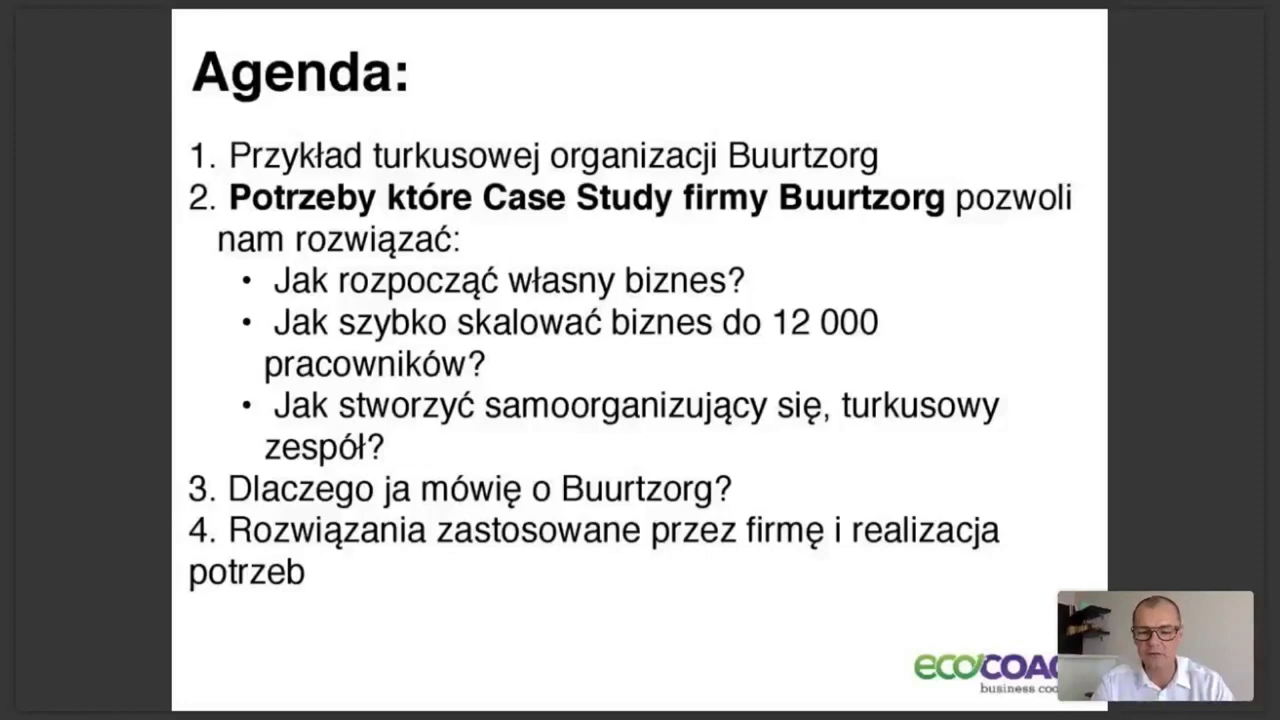 Agenda:
1. Przykład turkusowej organizacji Buurtzorg
2. Potrzeby które Case Study firmy Buurtzorg pozwoli
nam rozwiązać:
• Jak rozpocząć własny biznes?
• Jak szybko skalować biznes do 12 000
pracowników?
• Jak stworzyć samoorganizujący się, turkusowy
zespół?
3. Dlaczego ja mówię o Buurtzorg?
4. Rozwiązania zastosowane przez firmę i realizacja
potrzeb
business